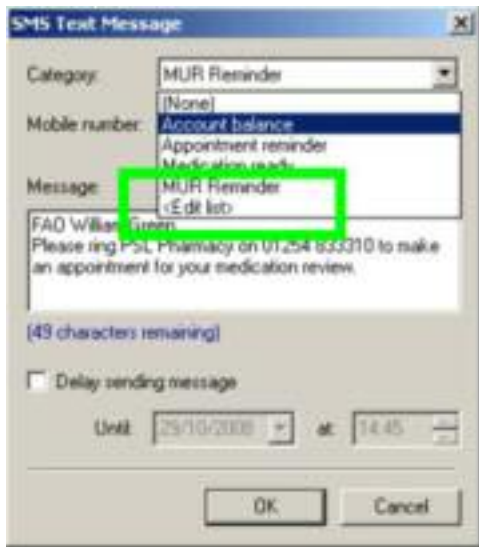 SMS Text Message
Category: MUR Reminder
(None)
Mobile number: Account balance
Appointment reminder
Medication ready
Message: MUR Reminder
<Edit list>
FAO William Green
Please ring PSL Pharmacy on 01254 833310 to make
an appointment for your medication review.
(49 characters remaining)
Delay sending message
Until: 29/10/2008 at: 14:45
OK Cancel